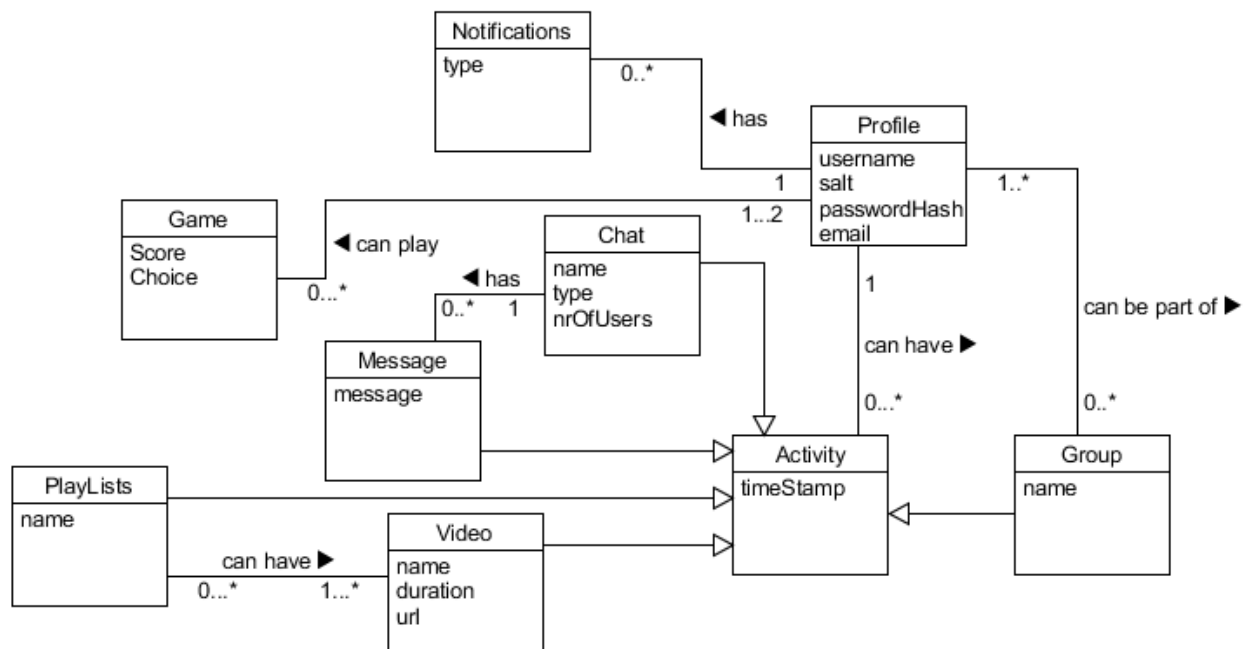 Notifications
type
0..*
◀ has
Profile
username
salt
passwordHash
email
1
1...2
1..*
Game
Score
Choice
◀ can play
0...*
Chat
name
type
nrOfUsers
◀ has
0..*
1
1
can have ▶
0...*
can be part of ▶
0..*
Message
message
Activity
timeStamp
Group
name
PlayLists
name
can have ▶
0...*
1...*
Video
name
duration
url